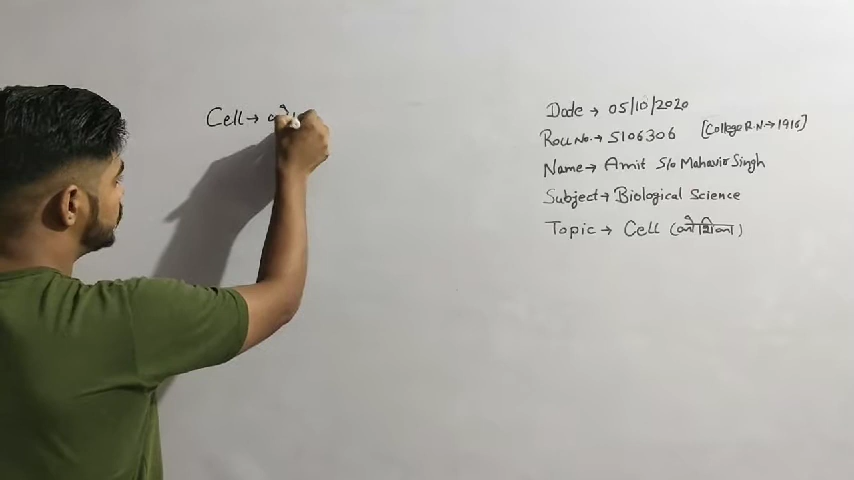 Cell →
Date → 05/10/2020
Roll No. → 5106306 [College R.N → 1916]
Name → Amit S/o Mahavir Singh
Subject → Biological Science
Topic → Cell (कोशिका)